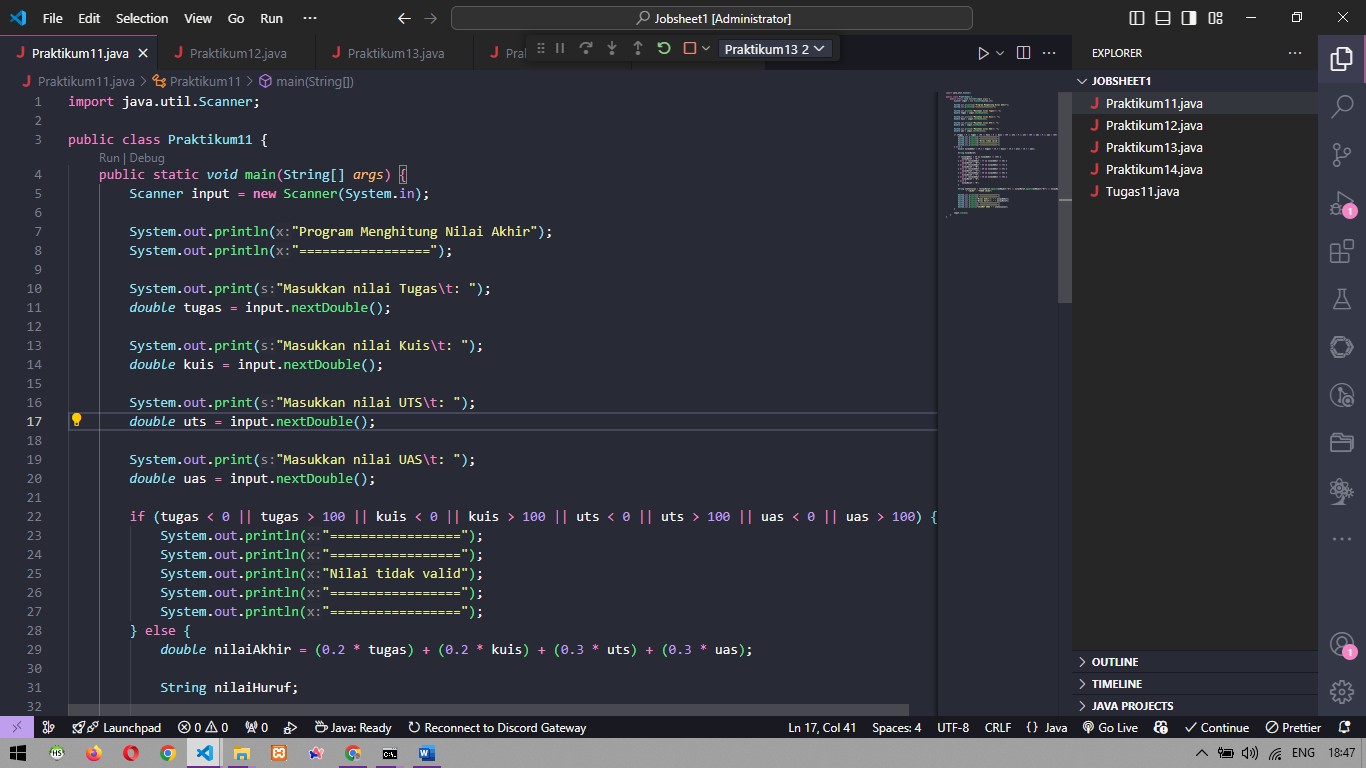 File Edit Selection View Go Run ··· Jobsheet1 [Administrator]
Praktikum11.java Praktikum12.java Praktikum13.java Pra Praktikum13 2
Praktikum11.java > Praktikum11 > main(String[])
1 import java.util.Scanner;
2
3 public class Praktikum11 {
Run | Debug
4 public static void main(String[] args) {
5 Scanner input = new Scanner(System.in);
6
7 System.out.println(x:"Program Menghitung Nilai Akhir");
8 System.out.println(x:"=================");
9
10 System.out.print(s:"Masukkan nilai Tugas\t: ");
11 double tugas = input.nextDouble();
12
13 System.out.print(s:"Masukkan nilai Kuis\t: ");
14 double kuis = input.nextDouble();
15
16 System.out.print(s:"Masukkan nilai UTS\t: ");
17 double uts = input.nextDouble();
18
19 System.out.print(s:"Masukkan nilai UAS\t: ");
20 double uas = input.nextDouble();
21
22 if (tugas < 0 || tugas > 100 || kuis < 0 || kuis > 100 || uts < 0 || uts > 100 || uas < 0 || uas > 100) {
23 System.out.println(x:"=================");
24 System.out.println(x:"=================");
25 System.out.println(x:"Nilai tidak valid");
26 System.out.println(x:"=================");
27 System.out.println(x:"=================");
28 } else {
29 double nilaiAkhir = (0.2 * tugas) + (0.2 * kuis) + (0.3 * uts) + (0.3 * uas);
30
31 String nilaiHuruf;
32
EXPLORER ···
JOBSHEET1
Praktikum11.java
Praktikum12.java
Praktikum13.java
Praktikum14.java
Tugas11.java
OUTLINE
TIMELINE
JAVA PROJECTS
1
1
Launchpad 0 0 0 Java: Ready Reconnect to Discord Gateway Ln 17, Col 41 Spaces: 4 UTF-8 CRLF {} Java Go Live Continue Prettier
HS ENG 18:47